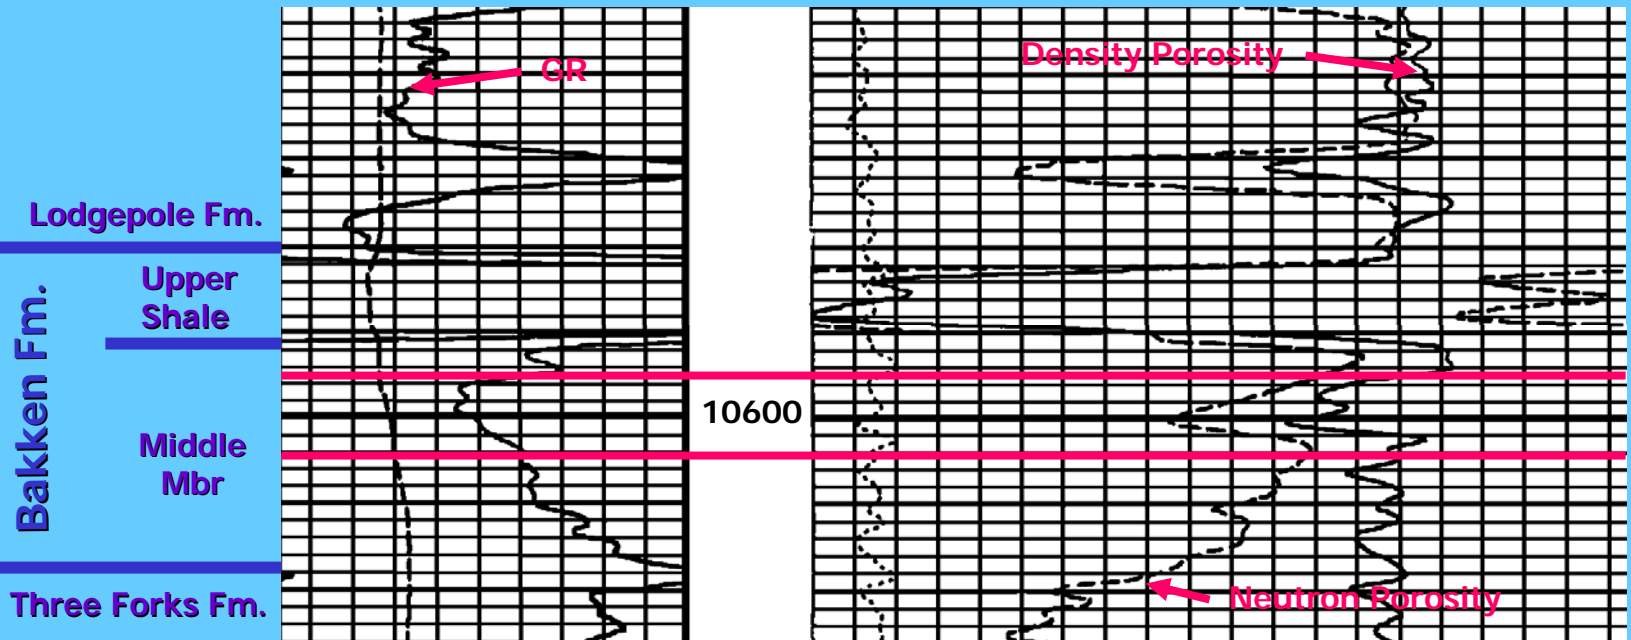 GR
Density Porosity
Lodgepole Fm.
Bakken Fm.
Upper
Shale
10600
Middle
Mbr
Three Forks Fm.
Neutron Porosity